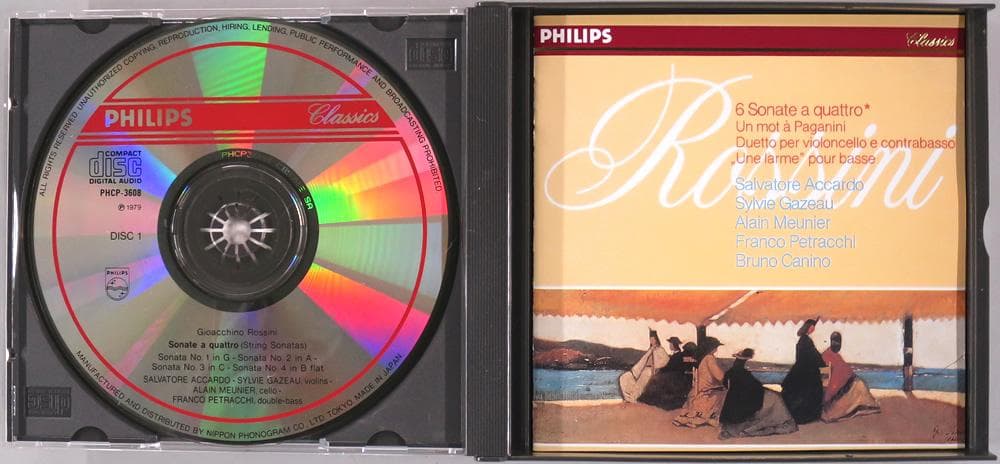 ALL RIGHTS RESERVED UNAUTHORIZED COPYING, REPRODUCTION, HIRING, LENDING, PUBLIC PERFORMANCE AND BROADCASTING PROHIBITED
PHILIPS
Classics
COMPACT
disc
DIGITAL AUDIO
PHCP-3608
℗ 1979
DISC 1
PHILIPS
Gioacchino Rossini
Sonate a quattro (String Sonatas)
Sonata No. 1 in G - Sonata No. 2 in A -
Sonata No. 3 in C - Sonata No. 4 in B flat
SALVATORE ACCARDO - SYLVIE GAZEAU, violins -
ALAIN MEUNIER, cello -
FRANCO PETRACCHI, double-bass
MANUFACTURED AND DISTRIBUTED BY NIPPON PHONOGRAM CO., LTD. TOKYO. MADE IN JAPAN
PHILIPS
Classics
Rossini
6 Sonate a quattro*
Un mot à Paganini
Duetto per violoncello e contrabasso
„Une larme" pour basse
Salvatore Accardo
Sylvie Gazeau
Alain Meunier
Franco Petracchi
Bruno Canino